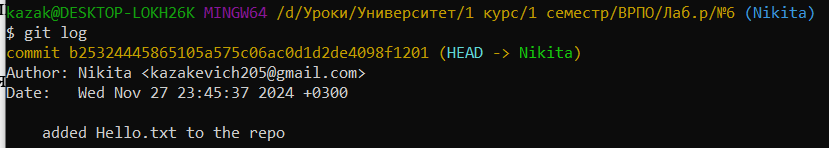 kazak@DESKTOP-LOKH26K MINGW64 /d/Уроки/Университет/1 курс/1 семестр/ВРПО/Лаб.р/№6 (Nikita)
$ git log
commit b25324445865105a575c06ac0d1d2de4098f1201 (HEAD -> Nikita)
Author: Nikita <kazakevich205@gmail.com>
Date:   Wed Nov 27 23:45:37 2024 +0300
    added Hello.txt to the repo